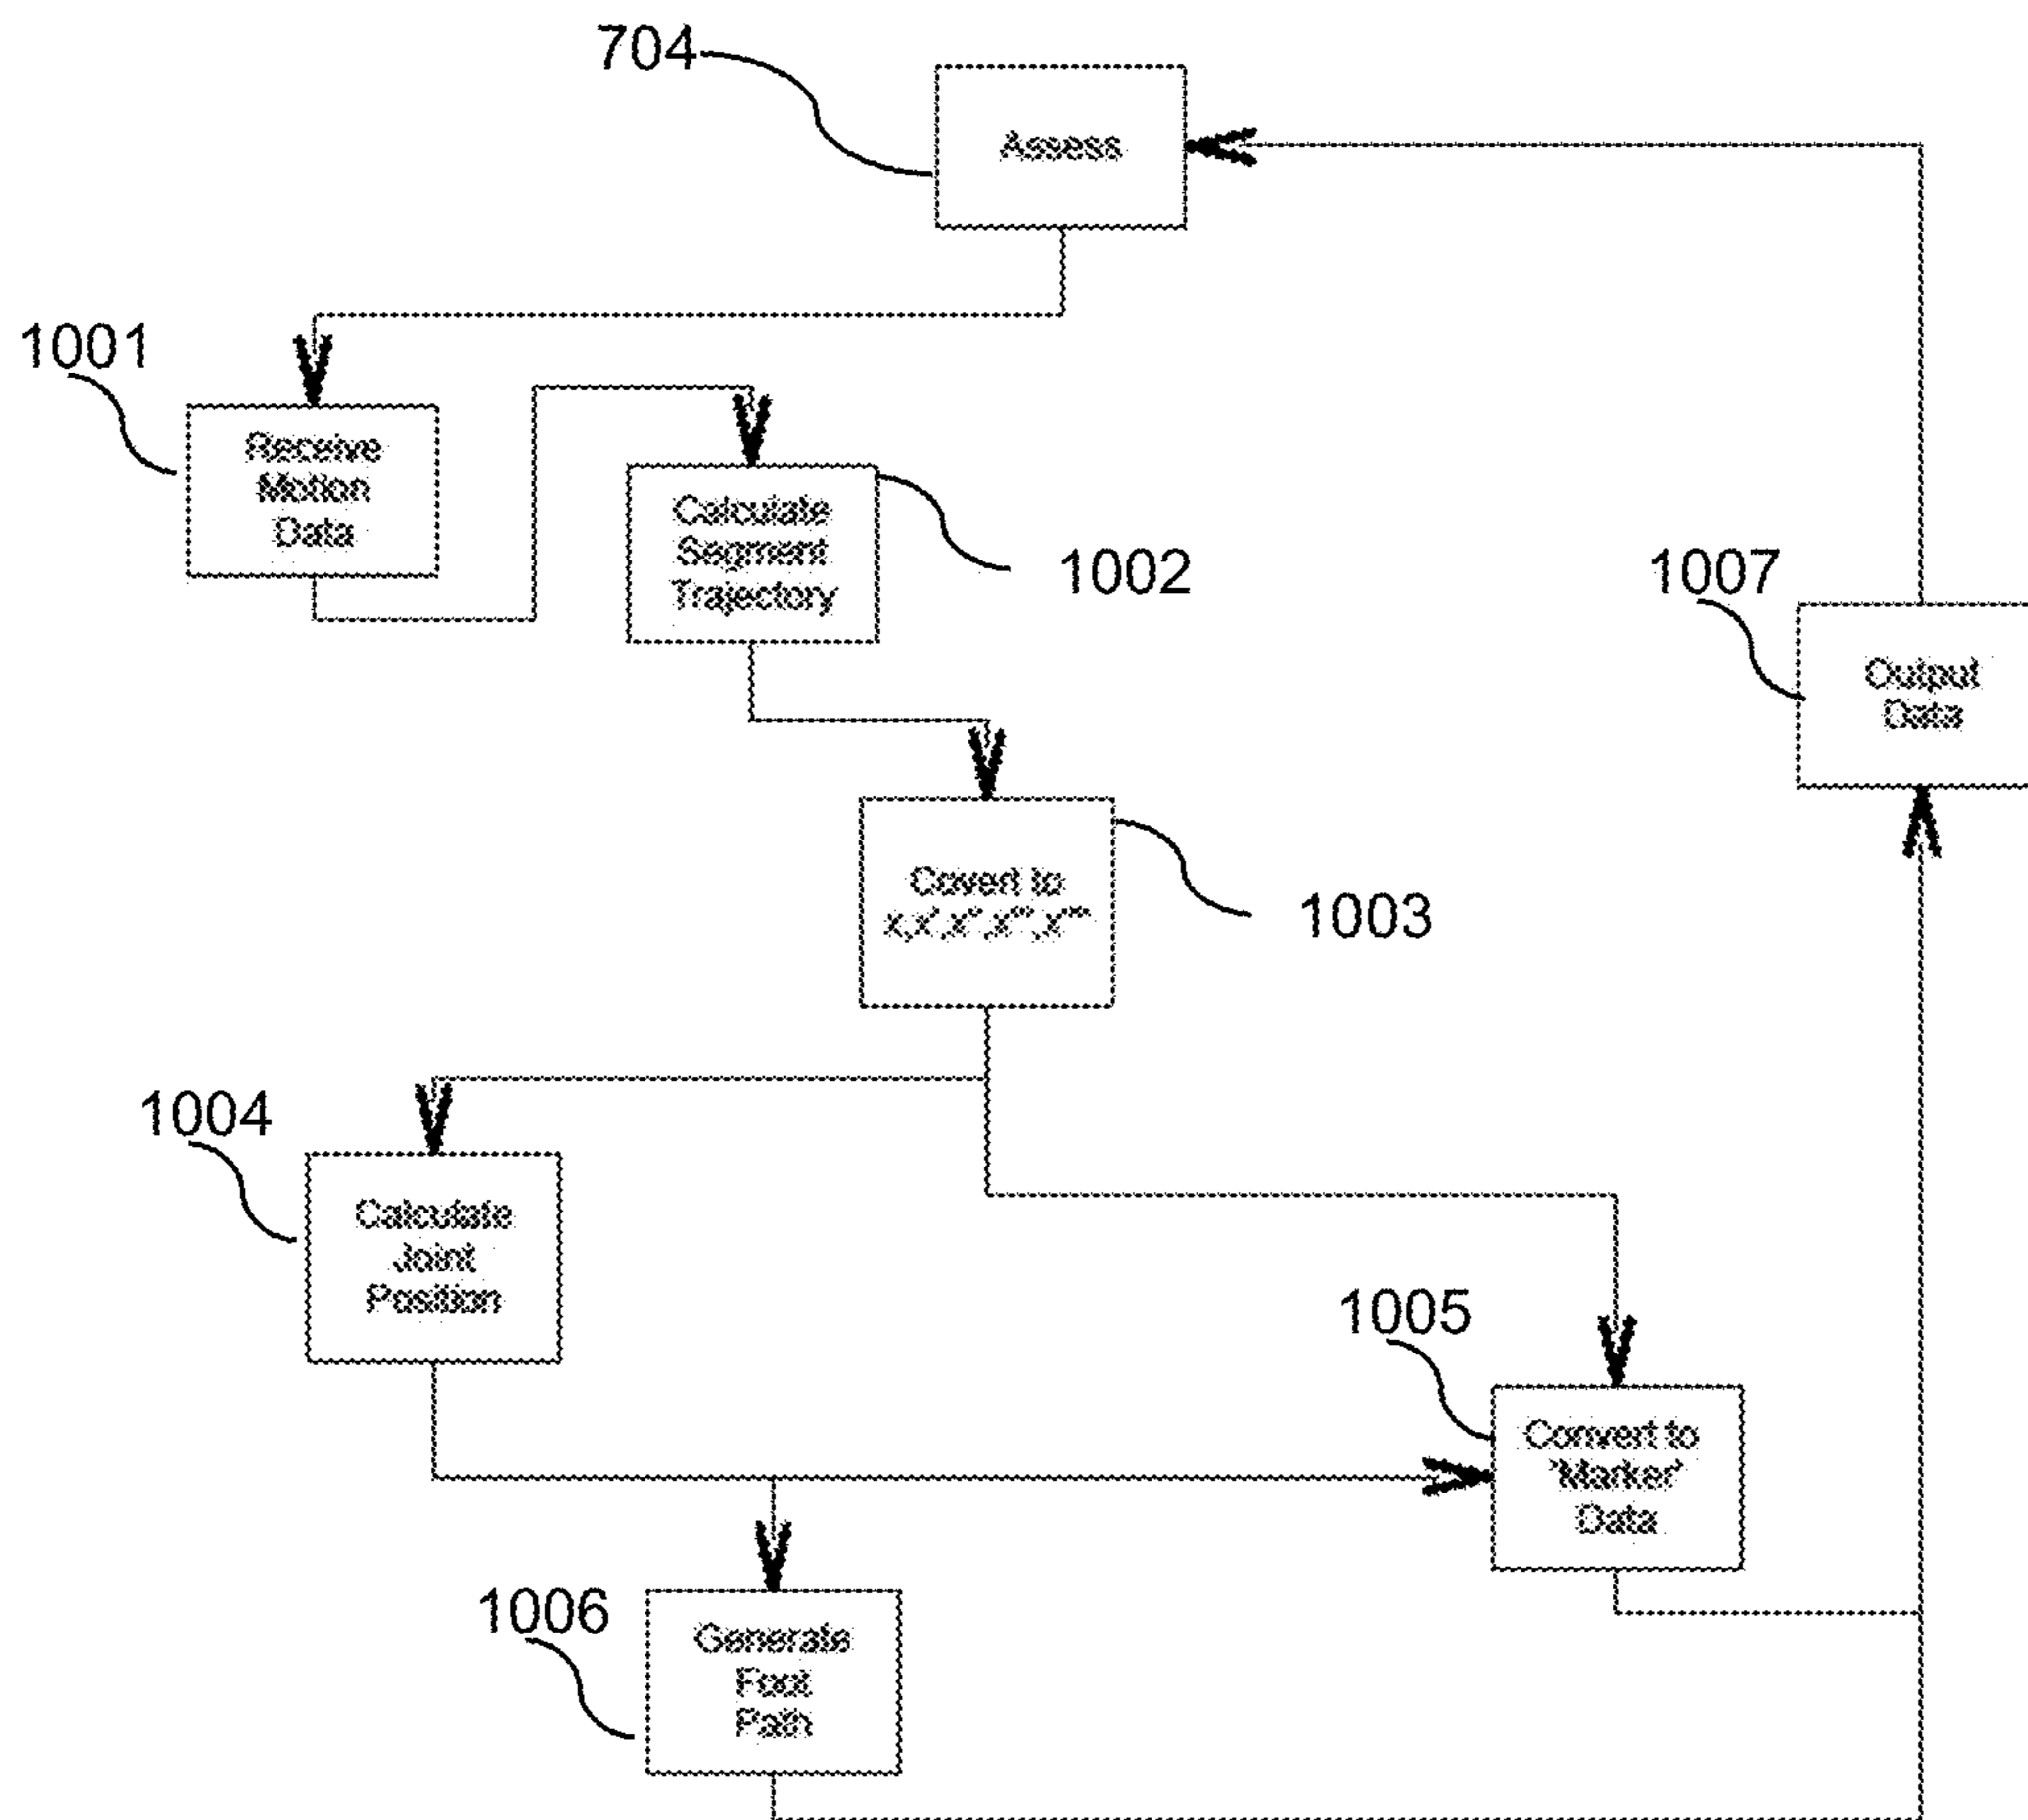 704
Assess
1001
Receive
Motion
Data
Calculate
Segment
Trajectory
1002
1007
Output
Data
Covert to
x,x',x'',x''',x''''
1003
1004
Calculate
Joint
Position
1005
Convert to
'Marker'
Data
1006
Generate
Foot
Path